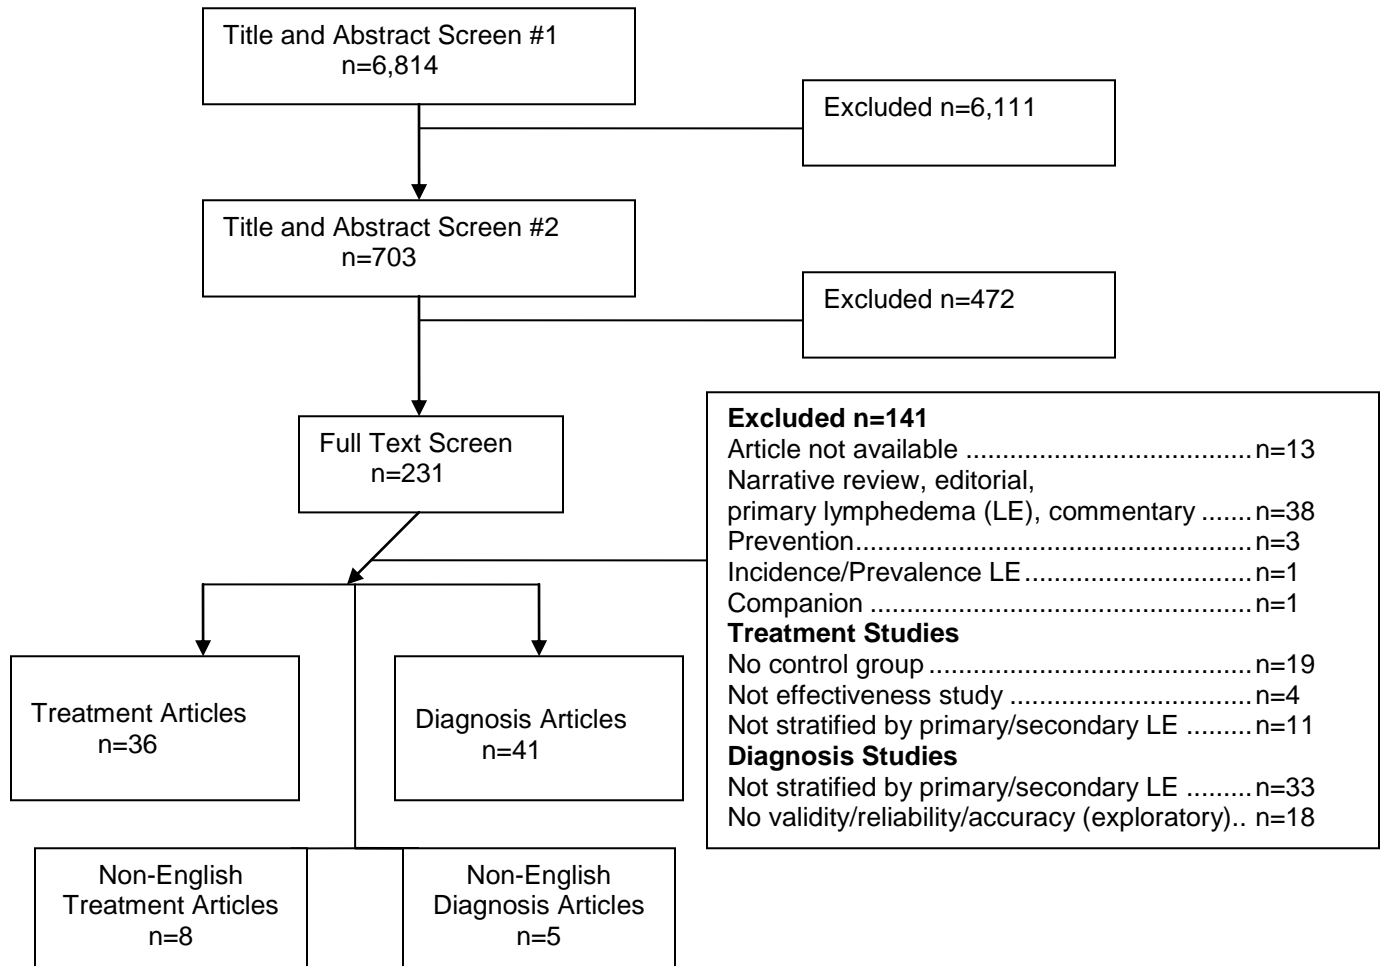 Title and Abstract Screen #1
n=6,814
Excluded n=6,111
Title and Abstract Screen #2
n=703
Excluded n=472
Full Text Screen
n=231
Excluded n=141
Article not available ....................................... n=13
Narrative review, editorial,
primary lymphedema (LE), commentary ....... n=38
Prevention..................................................... n=3
Incidence/Prevalence LE .............................. n=1
Companion .................................................... n=1
Treatment Studies
No control group ............................................ n=19
Not effectiveness study ................................. n=4
Not stratified by primary/secondary LE ......... n=11
Diagnosis Studies
Not stratified by primary/secondary LE ......... n=33
No validity/reliability/accuracy (exploratory).. n=18
Treatment Articles
n=36
Diagnosis Articles
n=41
Non-English
Treatment Articles
n=8
Non-English
Diagnosis Articles
n=5